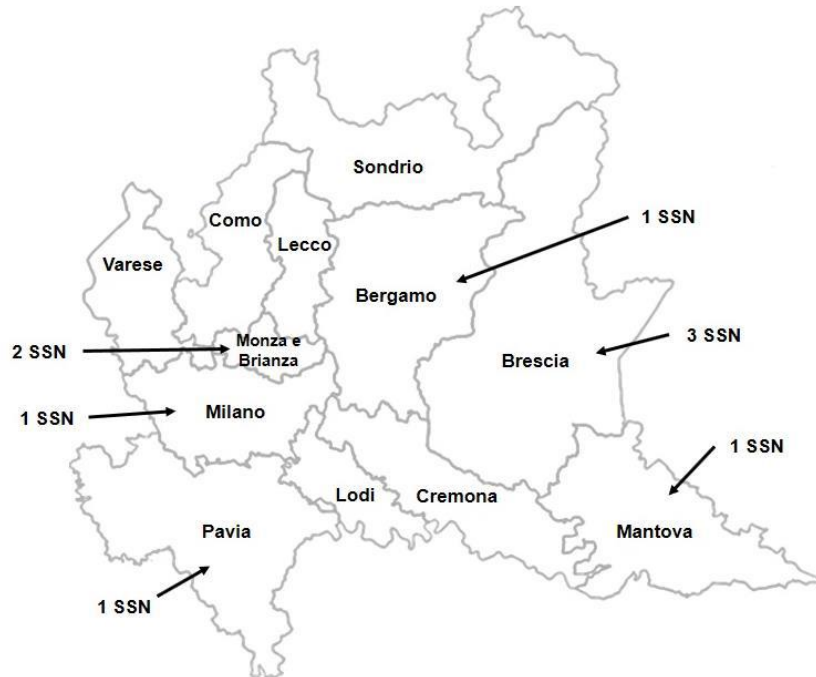 Sondrio
Como
1 SSN
Lecco
Varese
Bergamo
3 SSN
Monza e
Brianza
2 SSN
Brescia
Milano
1 SSN
1 SSN
Lodi
Cremona
Pavia
Mantova
1 SSN